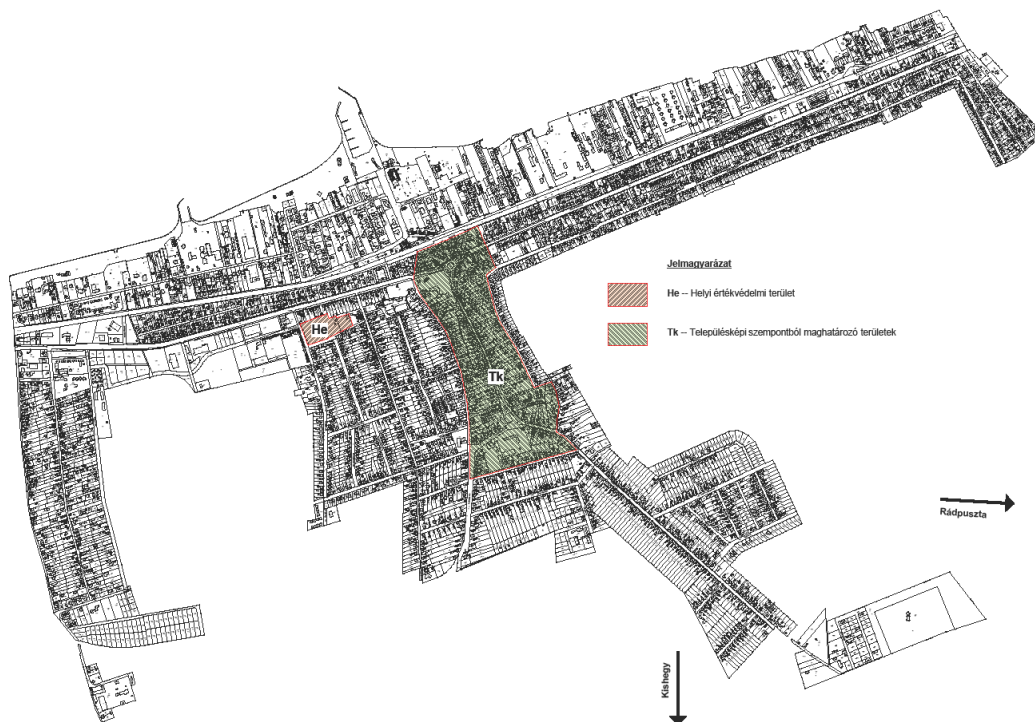 Jelmagyarázat
He -- Helyi értékvédelmi terület
Tk -- Településképi szempontból maghatározó területek
He
Tk
Rádpuszta
Kishegy